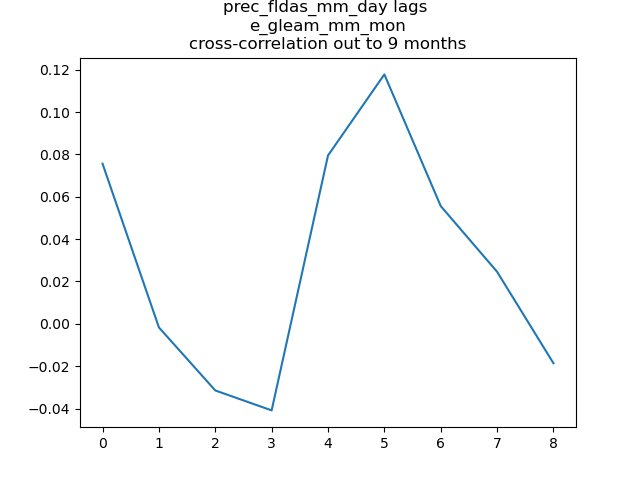 prec_fldas_mm_day lags
e_gleam_mm_mon
cross-correlation out to 9 months
0.12
0.10
0.08
0.06
0.04
0.02
0.00
−0.02
−0.04
0 1 2 3 4 5 6 7 8